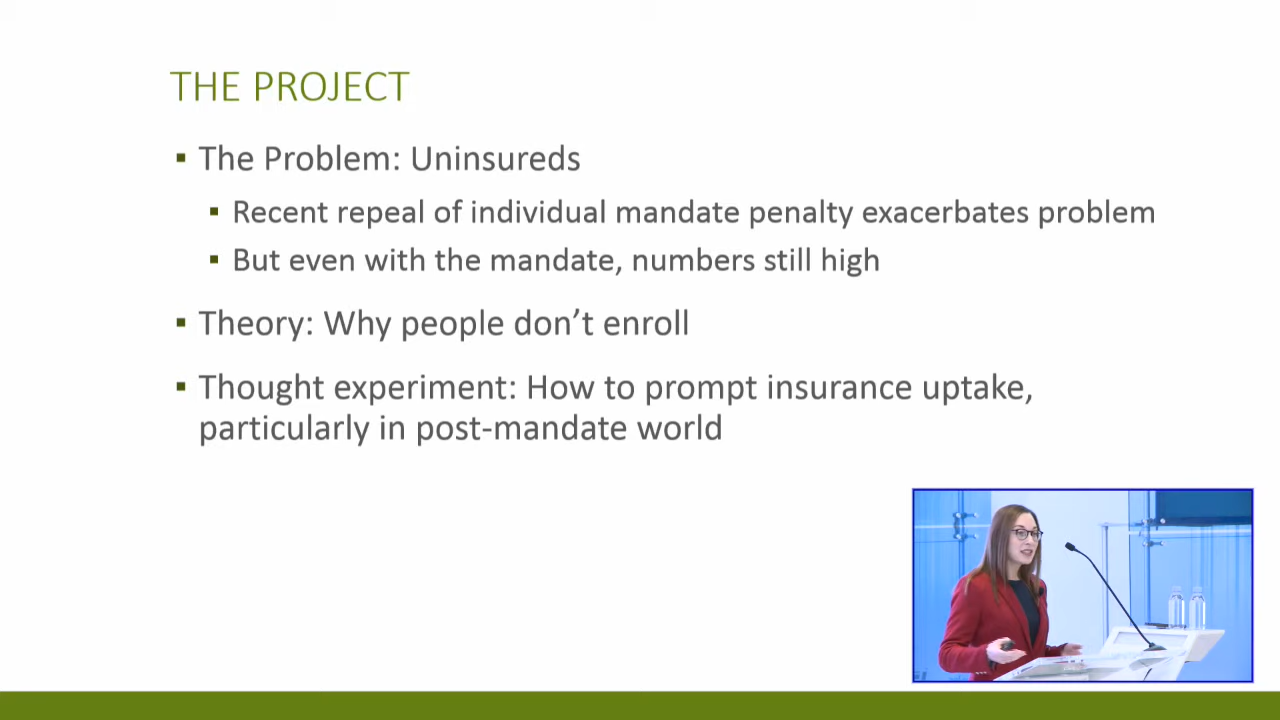 THE PROJECT
▪ The Problem: Uninsureds
▪ Recent repeal of individual mandate penalty exacerbates problem
▪ But even with the mandate, numbers still high
▪ Theory: Why people don’t enroll
▪ Thought experiment: How to prompt insurance uptake,
particularly in post-mandate world